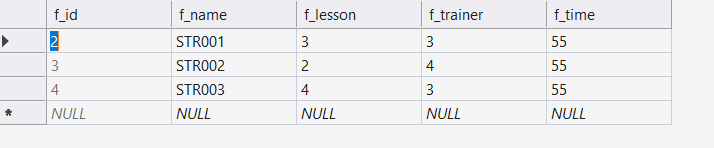 f_id f_name f_lesson f_trainer f_time
2 STR001 3 3 55
3 STR002 2 4 55
4 STR003 4 3 55
* NULL NULL NULL NULL NULL